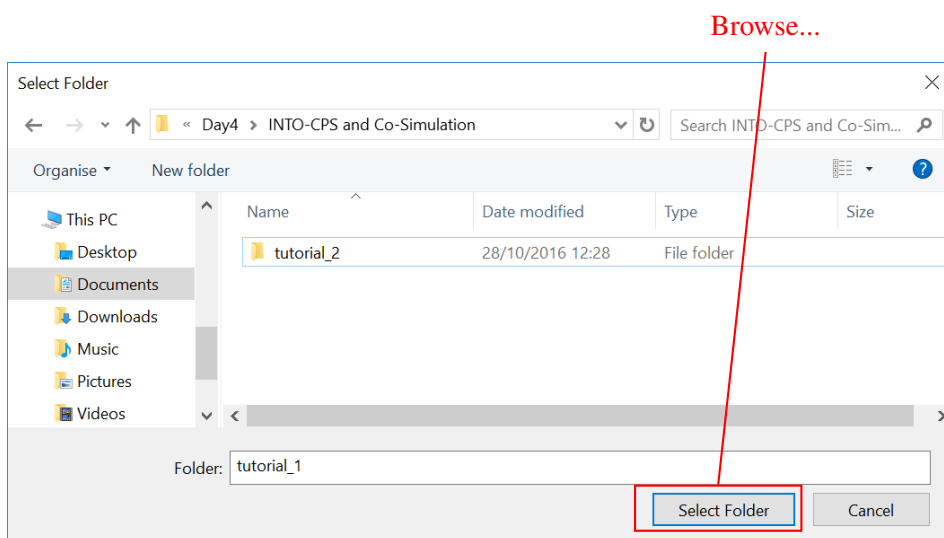 Browse...
Select Folder
« Day4 > INTO-CPS and Co-Simulation
Search INTO-CPS and Co-Sim...
Organise New folder
?
This PC
Desktop
Documents
Downloads
Music
Pictures
Videos
Name Date modified Type Size
tutorial_2 28/10/2016 12:28 File folder
Folder: tutorial_1
Select Folder Cancel